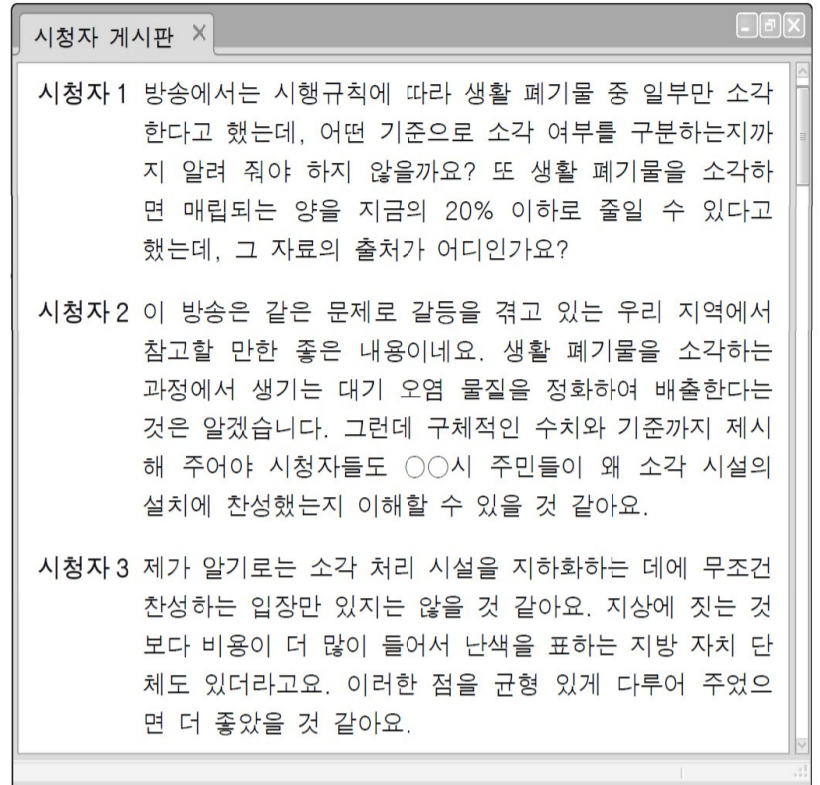 시청자 게시판
시청자 1 방송에서는 시행규칙에 따라 생활 폐기물 중 일부만 소각
한다고 했는데, 어떤 기준으로 소각 여부를 구분하는지까
지 알려 줘야 하지 않을까요? 또 생활 폐기물을 소각하
면 매립되는 양을 지금의 20% 이하로 줄일 수 있다고
했는데, 그 자료의 출처가 어디인가요?
시청자 2 이 방송은 같은 문제로 갈등을 겪고 있는 우리 지역에서
참고할 만한 좋은 내용이네요. 생활 폐기물을 소각하는
과정에서 생기는 대기 오염 물질을 정화하여 배출한다는
것은 알겠습니다. 그런데 구체적인 수치와 기준까지 제시
해 주어야 시청자들도 ○○시 주민들이 왜 소각 시설의
설치에 찬성했는지 이해할 수 있을 것 같아요.
시청자 3 제가 알기로는 소각 처리 시설을 지하화하는 데에 무조건
찬성하는 입장만 있지는 않을 것 같아요. 지상에 짓는 것
보다 비용이 더 많이 들어서 난색을 표하는 지방 자치 단
체도 있더라고요. 이러한 점을 균형 있게 다루어 주었으
면 더 좋았을 것 같아요.